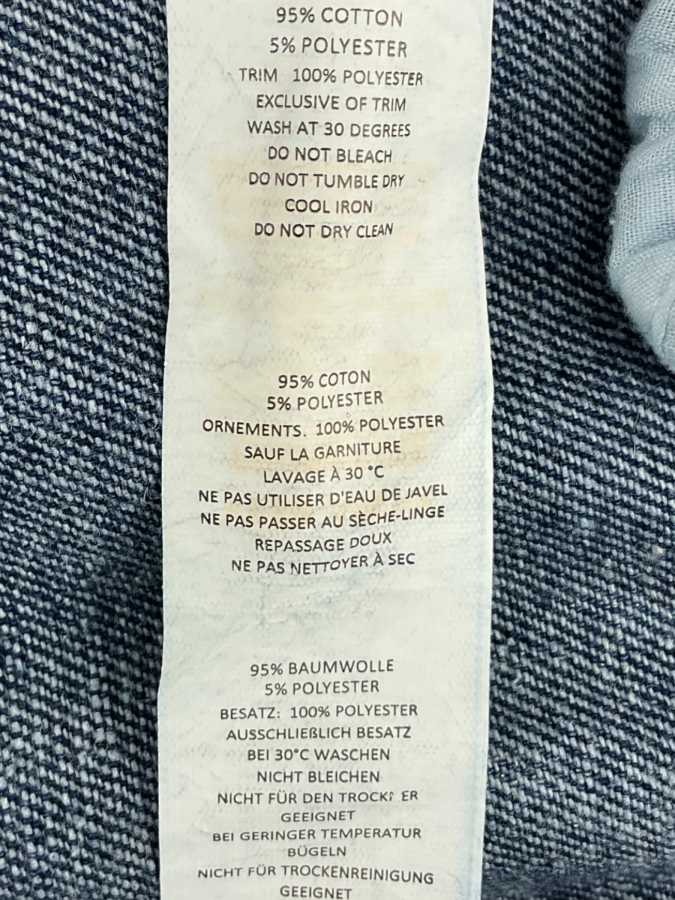 95% COTTON
5% POLYESTER
TRIM 100% POLYESTER
EXCLUSIVE OF TRIM
WASH AT 30 DEGREES
DO NOT BLEACH
DO NOT TUMBLE DRY
COOL IRON
DO NOT DRY CLEAN
95% COTON
5% POLYESTER
ORNEMENTS. 100% POLYESTER
SAUF LA GARNITURE
LAVAGE À 30 °C
NE PAS UTILISER D'EAU DE JAVEL
NE PAS PASSER AU SÈCHE-LINGE
REPASSAGE DOUX
NE PAS NETTOYER À SEC
95% BAUMWOLLE
5% POLYESTER
BESATZ: 100% POLYESTER
AUSSCHLIEßLICH BESATZ
BEI 30°C WASCHEN
NICHT BLEICHEN
NICHT FÜR DEN
GEEIGNET
BEI GERINGER TEMPERATUR
BÜGELN
NICHT FÜR TROCKENREINIGUNG
GEEIGNET